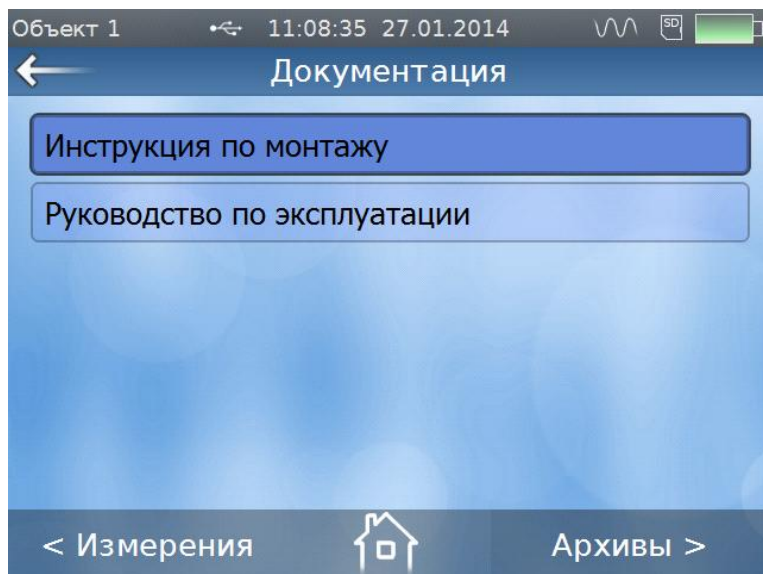 Объект 1 11:08:35 27.01.2014 SD
Документация
Инструкция по монтажу
Руководство по эксплуатации
< Измерения Архивы >